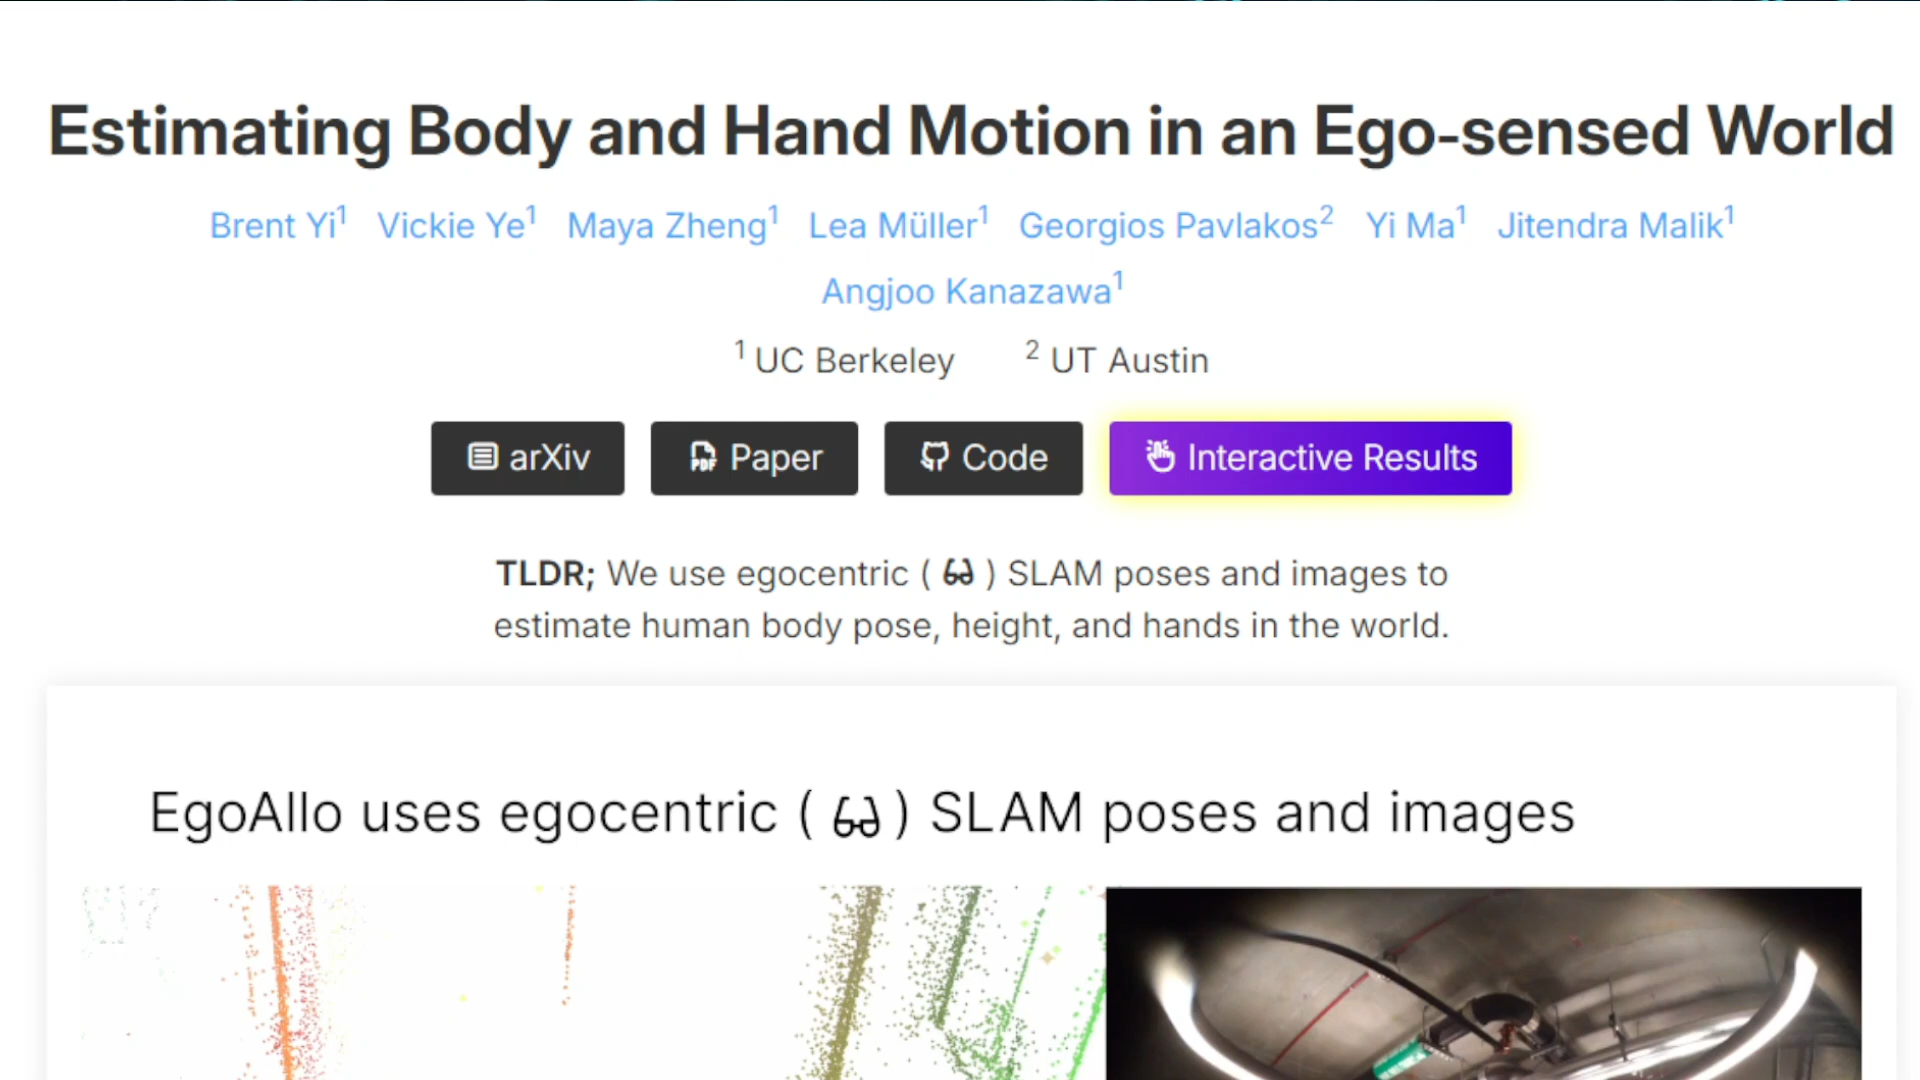 Estimating Body and Hand Motion in an Ego-sensed World
Brent Yi1 Vickie Ye1 Maya Zheng1 Lea Müller1 Georgios Pavlakos2 Yi Ma1 Jitendra Malik1
Angjoo Kanazawa1
1 UC Berkeley 2 UT Austin
arXiv Paper Code Interactive Results
TLDR; We use egocentric ( ) SLAM poses and images to
estimate human body pose, height, and hands in the world.
EgoAllo uses egocentric ( ) SLAM poses and images